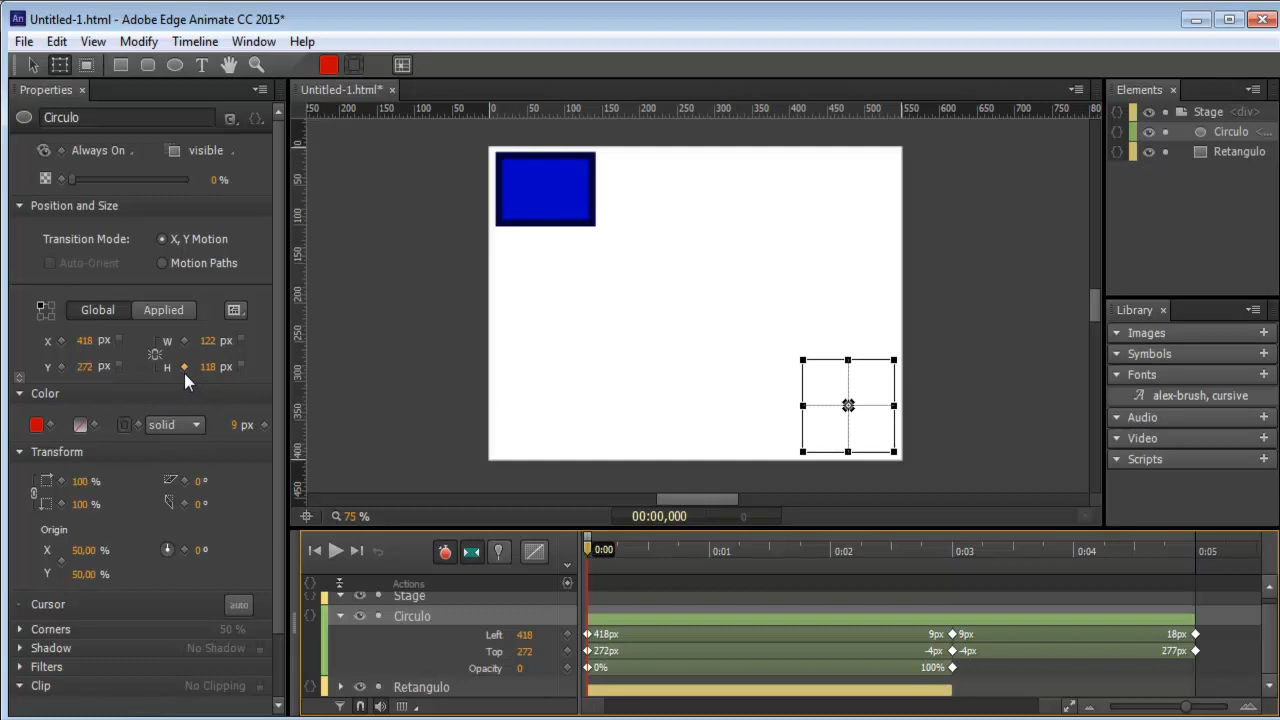 Untitled-1.html - Adobe Edge Animate CC 2015*
File Edit View Modify Timeline Window Help
Properties
Circulo
Always On
visible
0 %
Position and Size
Transition Mode:
X, Y Motion
Auto-Orient
Motion Paths
Global
Applied
X 418 px W 122 px
Y 272 px H 118 px
Color
solid
9 px
Transform
100 % 0°
100 % 0°
Origin
X 50,00 % 0°
Y 50,00 %
Cursor
auto
Corners 50 %
Shadow No Shadow
Filters
Clip No Clipping
Untitled-1.html*
250 200 150 100 50 0 50 100 150 200 250 300 350 400 450 500 550 600 650 700 750 80
0
50
100
150
200
250
300
350
400
450
75 %
00:00,000
0
0:00 0:01 0:02 0:03 0:04 0:05
Actions
Stage
Circulo
Left 418 418px 9px 9px 18px
Top 272 272px -4px -4px 277px
Opacity 0 0% 100%
Retangulo
Elements
Stage <div>
Circulo <...
Retangulo
Library
Images
Symbols
Fonts
alex-brush, cursive
Audio
Video
Scripts